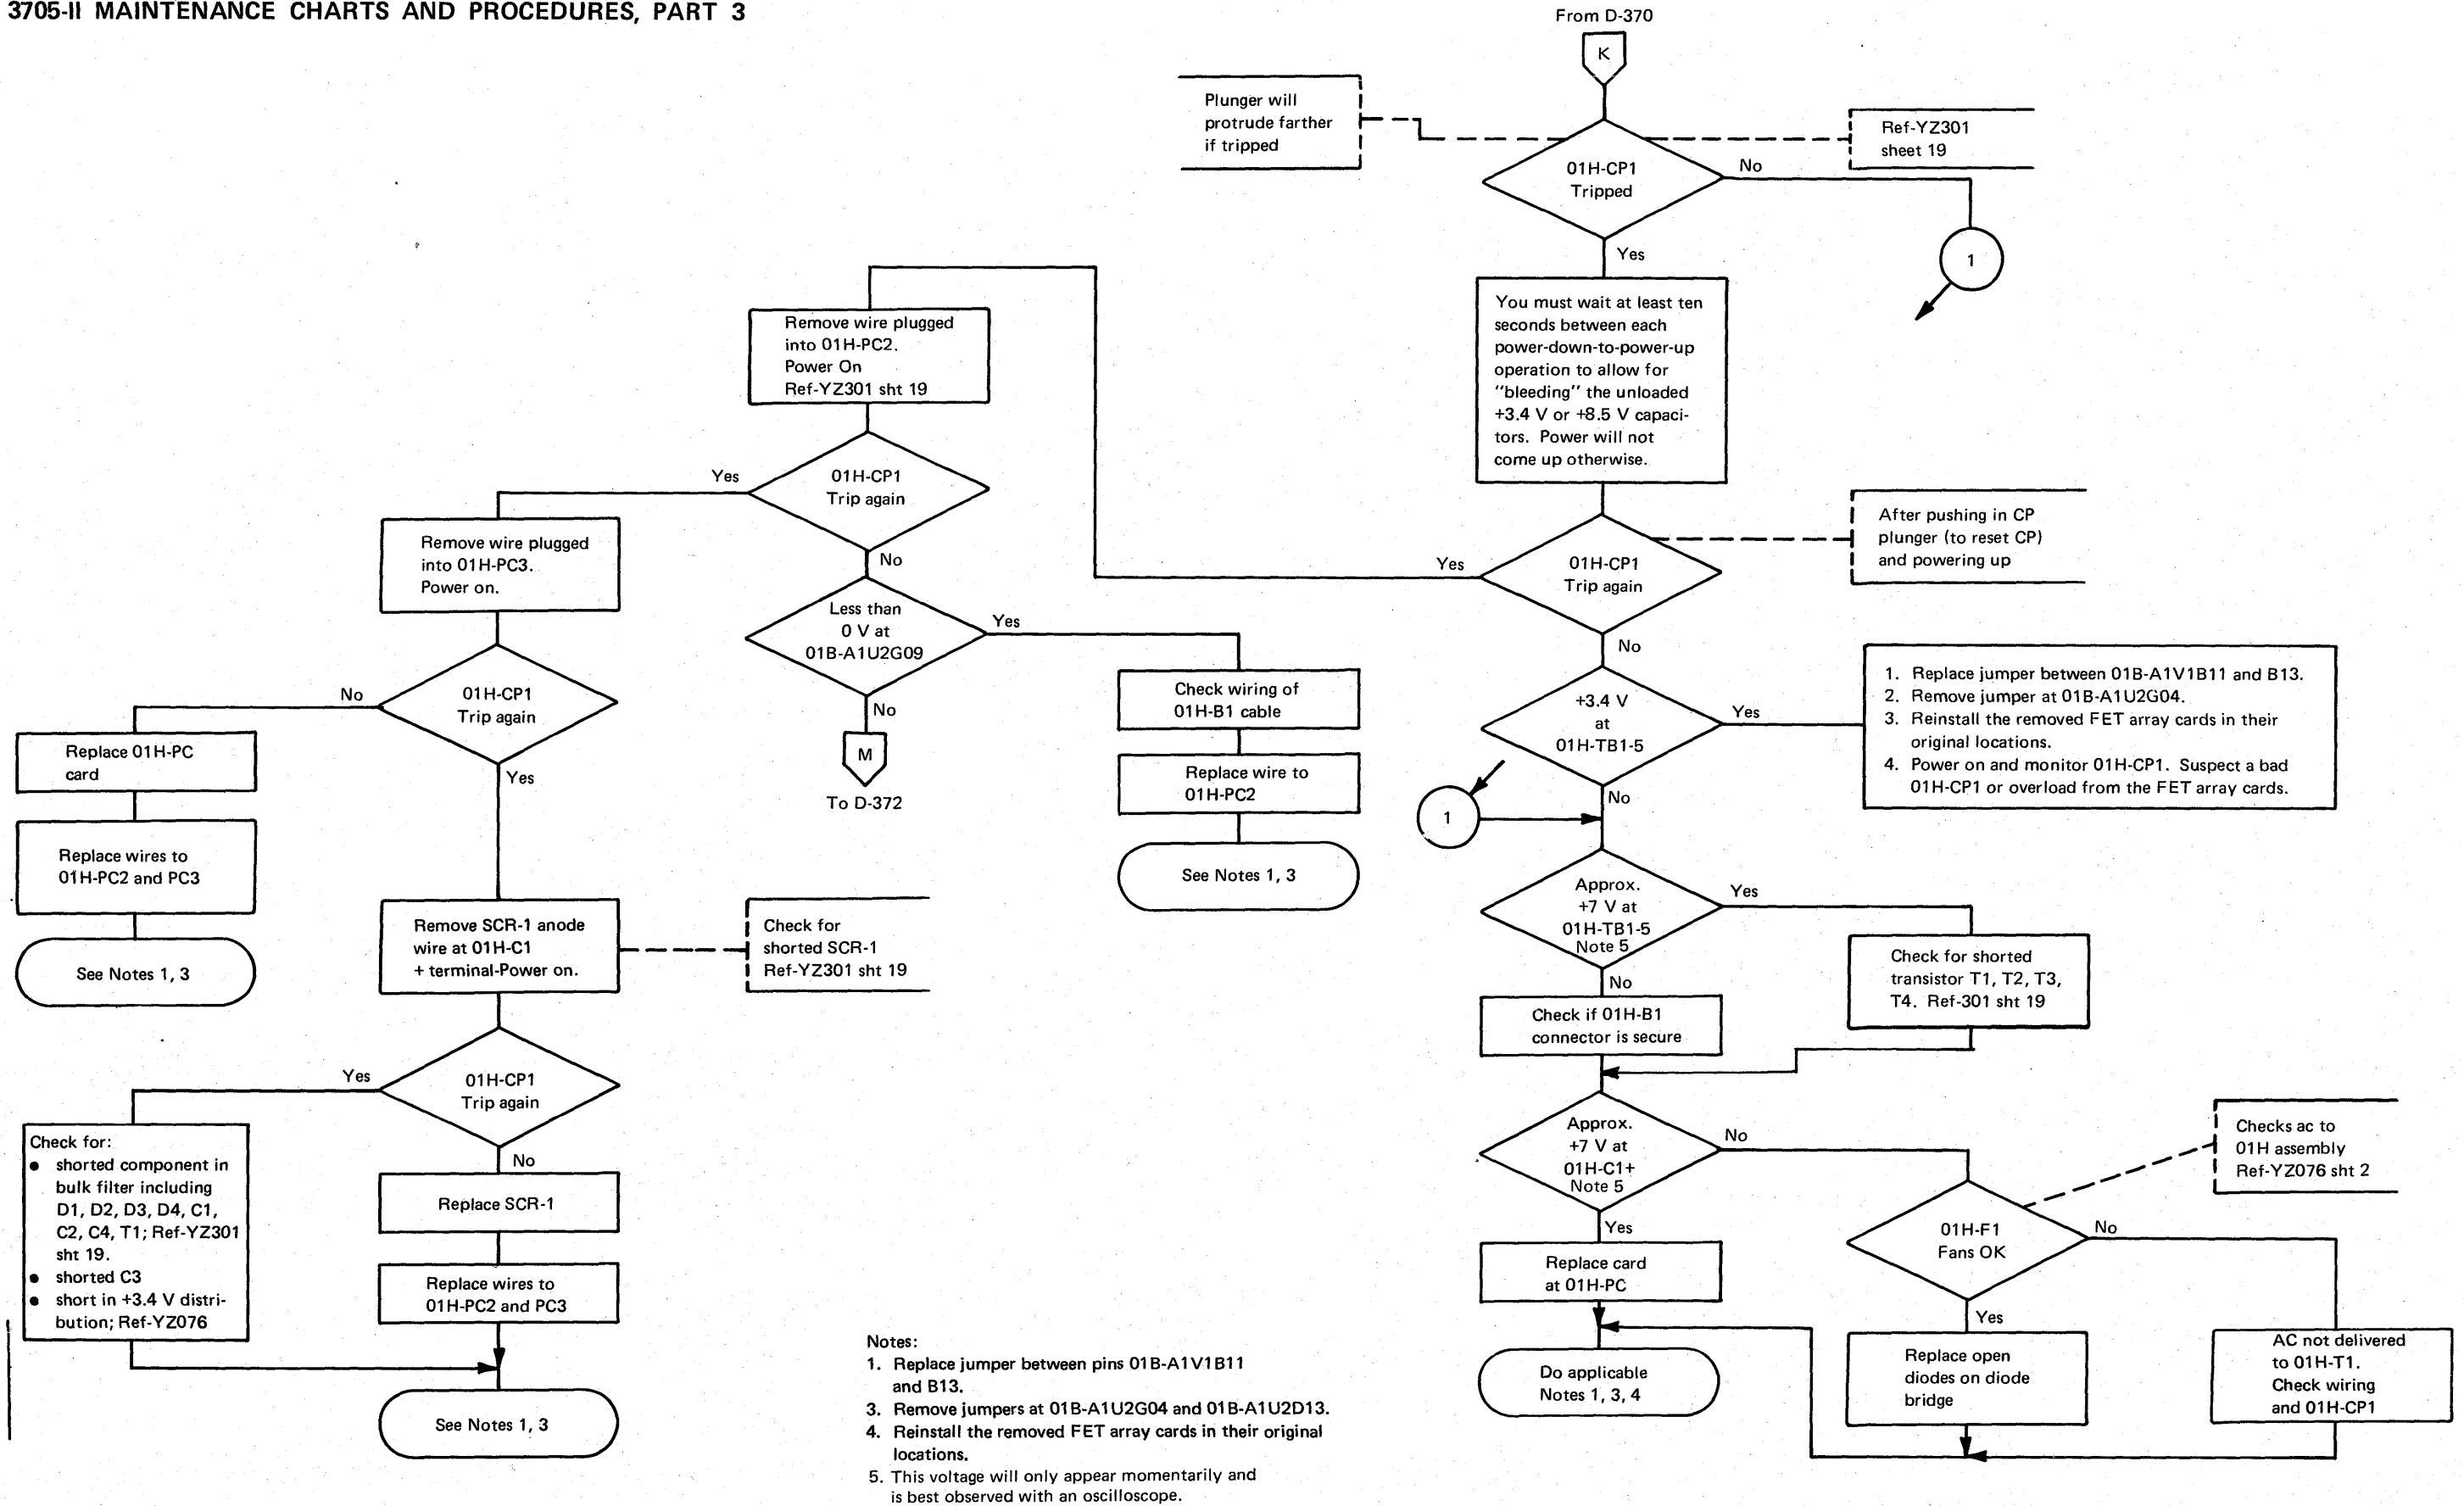 3705-II MAINTENANCE CHARTS AND PROCEDURES, PART 3
From D-370
K
Plunger will
protrude farther
if tripped
Ref-YZ301
sheet 19
01H-CP1
Tripped
No
1
Yes
You must wait at least ten
seconds between each
power-down-to-power-up
operation to allow for
"bleeding" the unloaded
+3.4 V or +8.5 V capaci-
tors. Power will not
come up otherwise.
After pushing in CP
plunger (to reset CP)
and powering up
01H-CP1
Trip again
Yes
No
Remove wire plugged
into 01H-PC2.
Power On
Ref-YZ301 sht 19
01H-CP1
Trip again
Yes
No
Less than
0 V at
01B-A1U2G09
Yes
Check wiring of
01H-B1 cable
Replace wire to
01H-PC2
See Notes 1, 3
No
M
To D-372
Remove wire plugged
into 01H-PC3.
Power on.
01H-CP1
Trip again
No
Replace 01H-PC
card
Replace wires to
01H-PC2 and PC3
See Notes 1, 3
Yes
Remove SCR-1 anode
wire at 01H-C1
+ terminal-Power on.
Check for
shorted SCR-1
Ref-YZ301 sht 19
01H-CP1
Trip again
Yes
Check for:
● shorted component in
bulk filter including
D1, D2, D3, D4, C1,
C2, C4, T1; Ref-YZ301
sht 19.
● shorted C3
● short in +3.4 V distri-
bution; Ref-YZ076
No
Replace SCR-1
Replace wires to
01H-PC2 and PC3
See Notes 1, 3
+3.4 V
at
01H-TB1-5
Yes
1. Replace jumper between 01B-A1V1B11 and B13.
2. Remove jumper at 01B-A1U2G04.
3. Reinstall the removed FET array cards in their
original locations.
4. Power on and monitor 01H-CP1. Suspect a bad
01H-CP1 or overload from the FET array cards.
No
1
Approx.
+7 V at
01H-TB1-5
Note 5
Yes
Check for shorted
transistor T1, T2, T3,
T4. Ref-301 sht 19
No
Check if 01H-B1
connector is secure
Approx.
+7 V at
01H-C1+
Note 5
No
Checks ac to
01H assembly
Ref-YZ076 sht 2
01H-F1
Fans OK
No
AC not delivered
to 01H-T1.
Check wiring
and 01H-CP1
Yes
Replace open
diodes on diode
bridge
Yes
Replace card
at 01H-PC
Do applicable
Notes 1, 3, 4
Notes:
1. Replace jumper between pins 01B-A1V1B11
and B13.
3. Remove jumpers at 01B-A1U2G04 and 01B-A1U2D13.
4. Reinstall the removed FET array cards in their original
locations.
5. This voltage will only appear momentarily and
is best observed with an oscilloscope.